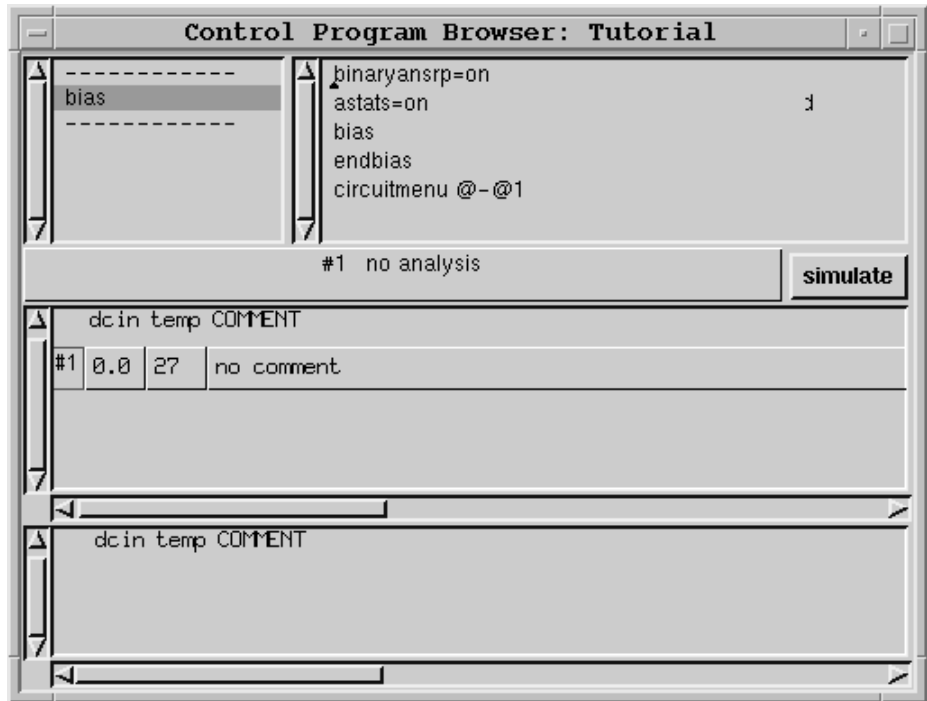 Control Program Browser: Tutorial
------------
bias
------------
binaryansrp=on
astats=on
bias
endbias
circuitmenu @-@1
#1 no analysis
simulate
dcin temp COMMENT
#1 0.0 27 no comment
dcin temp COMMENT